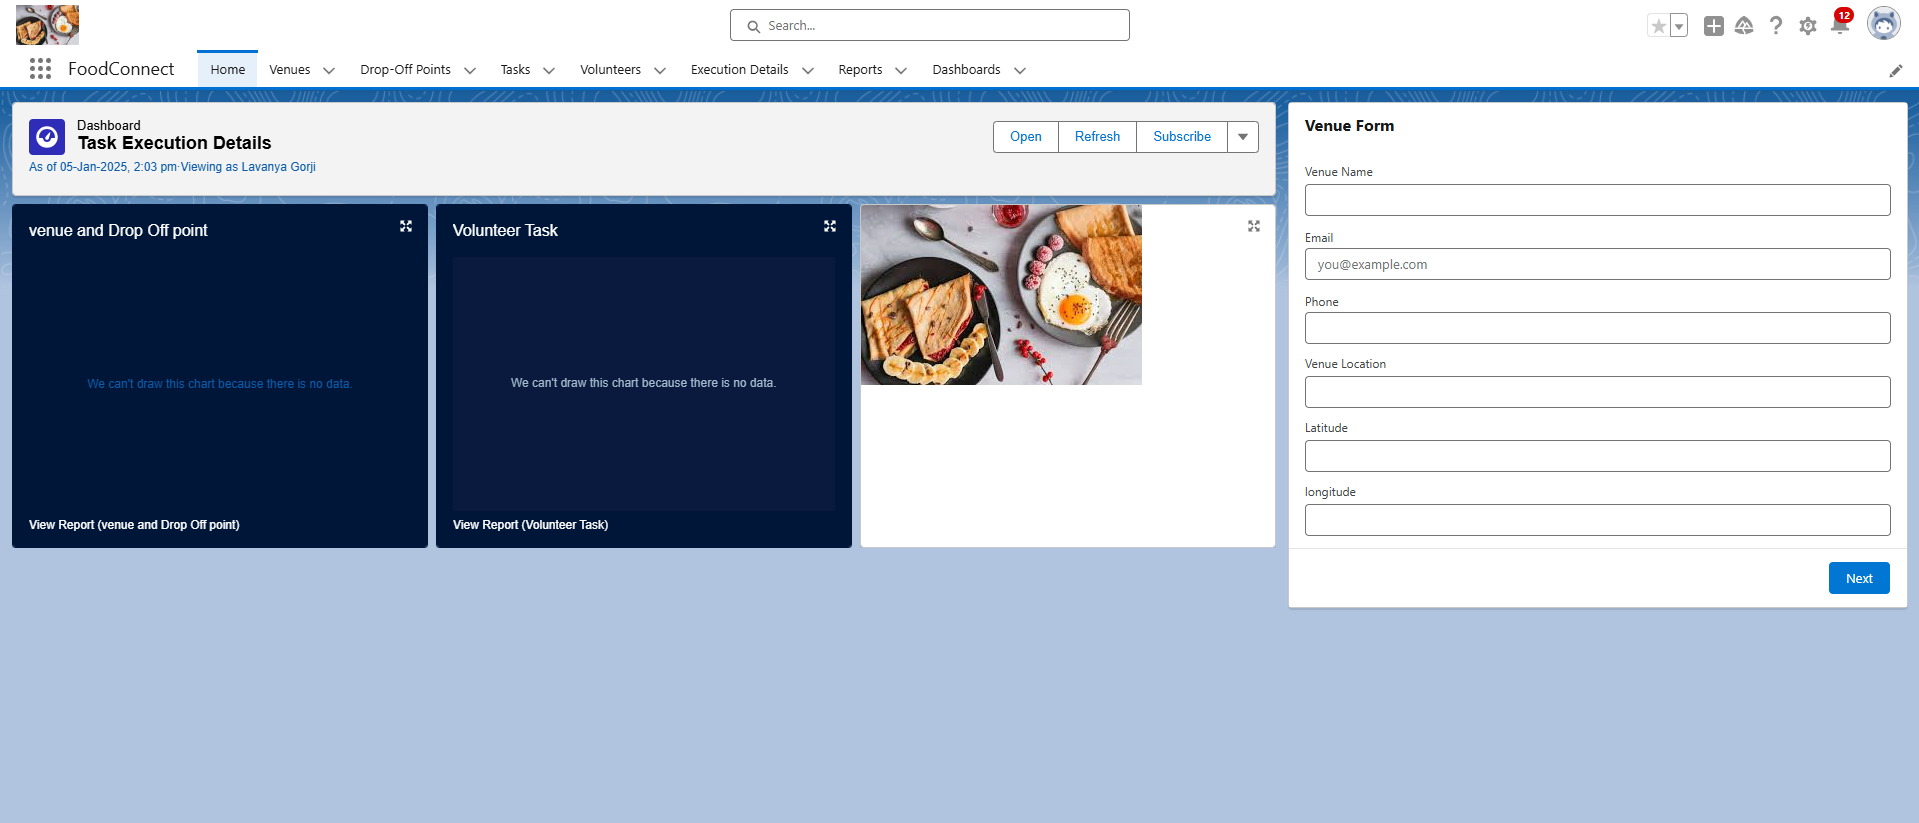 Search...
12
FoodConnect
Home
Venues
Drop-Off Points
Tasks
Volunteers
Execution Details
Reports
Dashboards
Dashboard
Task Execution Details
As of 05-Jan-2025, 2:03 pm·Viewing as Lavanya Gorji
Open
Refresh
Subscribe
venue and Drop Off point
We can't draw this chart because there is no data.
View Report (venue and Drop Off point)
Volunteer Task
We can't draw this chart because there is no data.
View Report (Volunteer Task)
Venue Form
Venue Name
Email
you@example.com
Phone
Venue Location
Latitude
longitude
Next